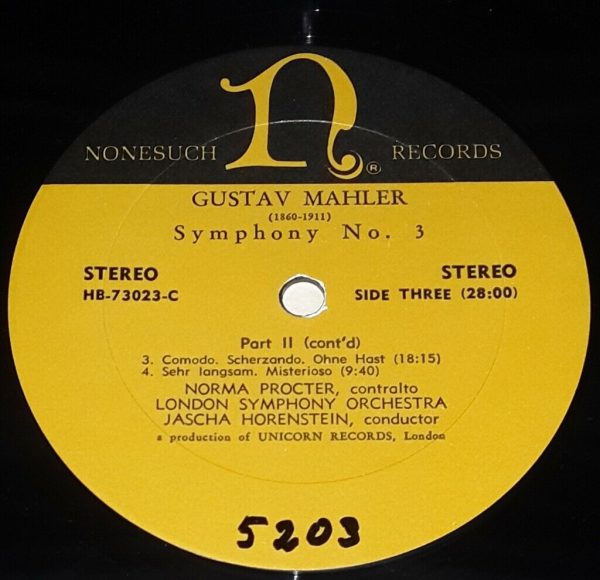 NONESUCH n® RECORDS
GUSTAV MAHLER
(1860-1911)
Symphony No. 3
STEREO STEREO
HB-73023-C SIDE THREE (28:00)
Part II (cont'd)
3. Comodo. Scherzando. Ohne Hast (18:15)
4. Sehr langsam. Misterioso (9:40)
NORMA PROCTER, contralto
LONDON SYMPHONY ORCHESTRA
JASCHA HORENSTEIN, conductor
a production of UNICORN RECORDS, London
5203